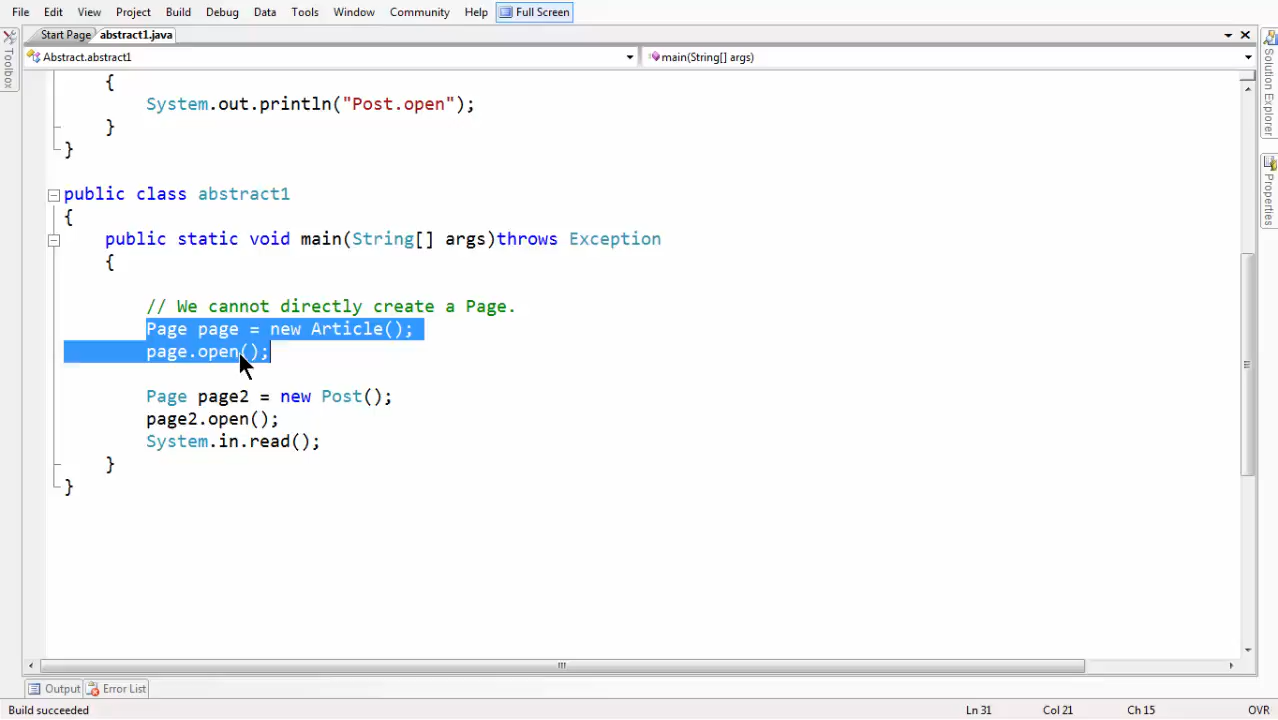 File Edit View Project Build Debug Data Tools Window Community Help Full Screen
Start Page abstract1.java
Abstract.abstract1 main(String[] args)
Toolbox
Solution Explorer
Properties
{
System.out.println("Post.open");
}
}
public class abstract1
{
public static void main(String[] args)throws Exception
{
// We cannot directly create a Page.
Page page = new Article();
page.open();
Page page2 = new Post();
page2.open();
System.in.read();
}
}
Output Error List
Build succeeded Ln 31 Col 21 Ch 15 OVR